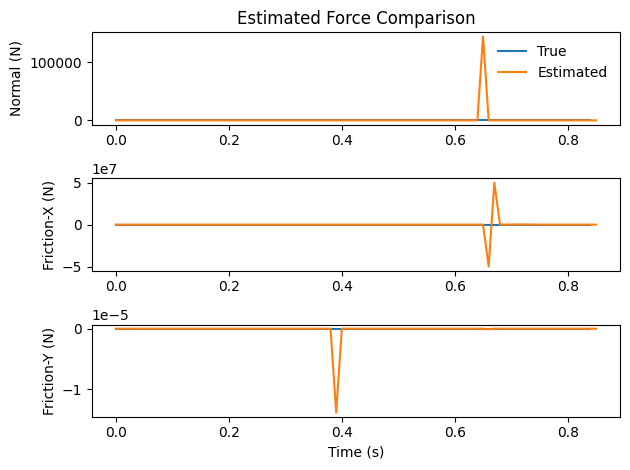 Estimated Force Comparison
Normal (N)
100000
0
True
Estimated
0.0 0.2 0.4 0.6 0.8
1e7
Friction-X (N)
5
0
−5
0.0 0.2 0.4 0.6 0.8
1e−5
Friction-Y (N)
0
−1
0.0 0.2 0.4 0.6 0.8
Time (s)